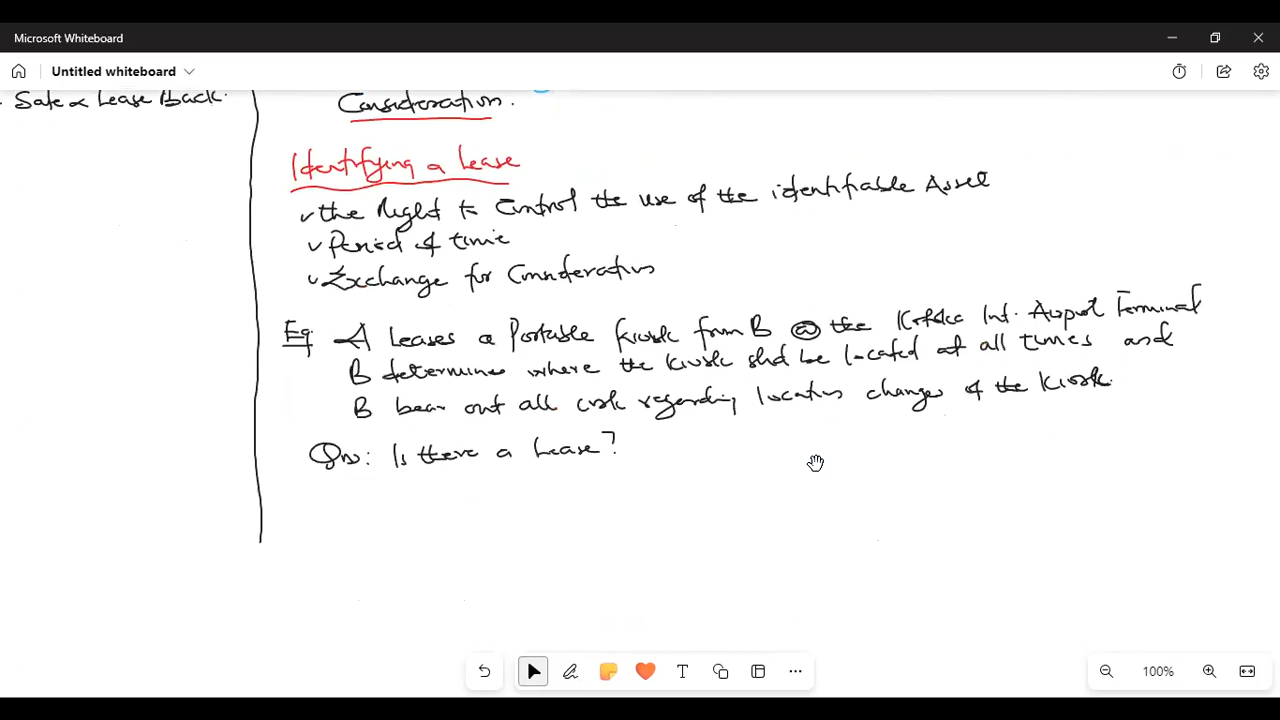 Microsoft Whiteboard
Untitled whiteboard
Sale & Lease Back.
Consideration.
Identifying a Lease
the Right to Control the use of the identifiable Asset
Period of time
Exchange for Consideration
Eg. A leases a Portable Kiosk from B @ the Kotoka Int. Airport Terminal
B determines where the Kiosk shd be located at all times and
B bear out all cost regarding location changes of the Kiosk.
Qn: Is there a Lease?
100%